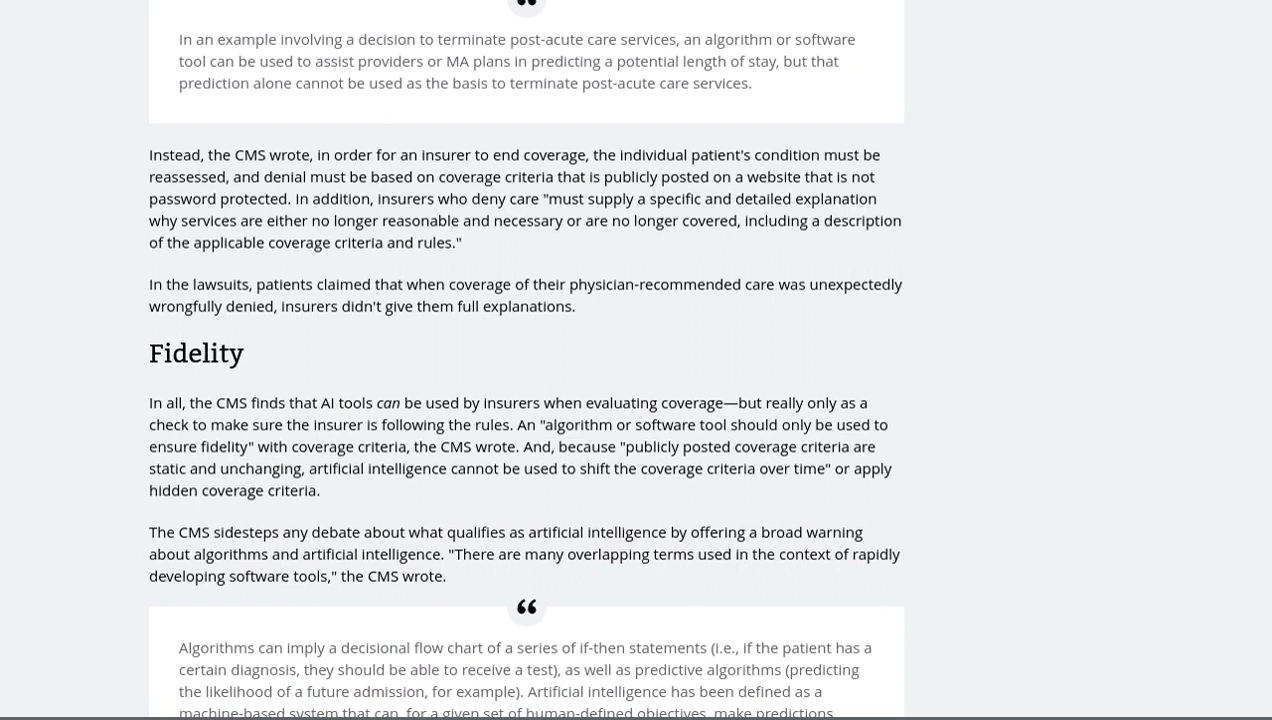 In an example involving a decision to terminate post-acute care services, an algorithm or software
tool can be used to assist providers or MA plans in predicting a potential length of stay, but that
prediction alone cannot be used as the basis to terminate post-acute care services.
Instead, the CMS wrote, in order for an insurer to end coverage, the individual patient's condition must be
reassessed, and denial must be based on coverage criteria that is publicly posted on a website that is not
password protected. In addition, insurers who deny care "must supply a specific and detailed explanation
why services are either no longer reasonable and necessary or are no longer covered, including a description
of the applicable coverage criteria and rules."
In the lawsuits, patients claimed that when coverage of their physician-recommended care was unexpectedly
wrongfully denied, insurers didn't give them full explanations.
Fidelity
In all, the CMS finds that AI tools can be used by insurers when evaluating coverage—but really only as a
check to make sure the insurer is following the rules. An "algorithm or software tool should only be used to
ensure fidelity" with coverage criteria, the CMS wrote. And, because "publicly posted coverage criteria are
static and unchanging, artificial intelligence cannot be used to shift the coverage criteria over time" or apply
hidden coverage criteria.
The CMS sidesteps any debate about what qualifies as artificial intelligence by offering a broad warning
about algorithms and artificial intelligence. "There are many overlapping terms used in the context of rapidly
developing software tools," the CMS wrote.
Algorithms can imply a decisional flow chart of a series of if-then statements (i.e., if the patient has a
certain diagnosis, they should be able to receive a test), as well as predictive algorithms (predicting
the likelihood of a future admission, for example). Artificial intelligence has been defined as a
machine-based system that can, for a given set of human-defined objectives, make predictions,